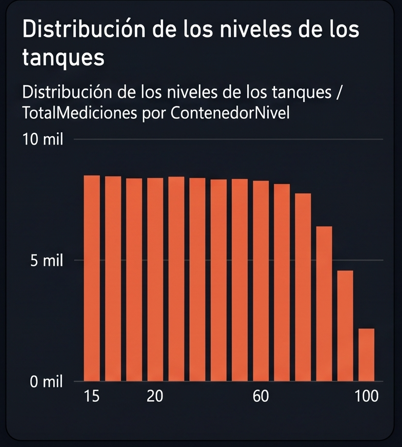 Distribución de los niveles de los
tanques
Distribución de los niveles de los tanques /
TotalMediciones por ContenedorNivel
10 mil
5 mil
0 mil
15 20 60 100